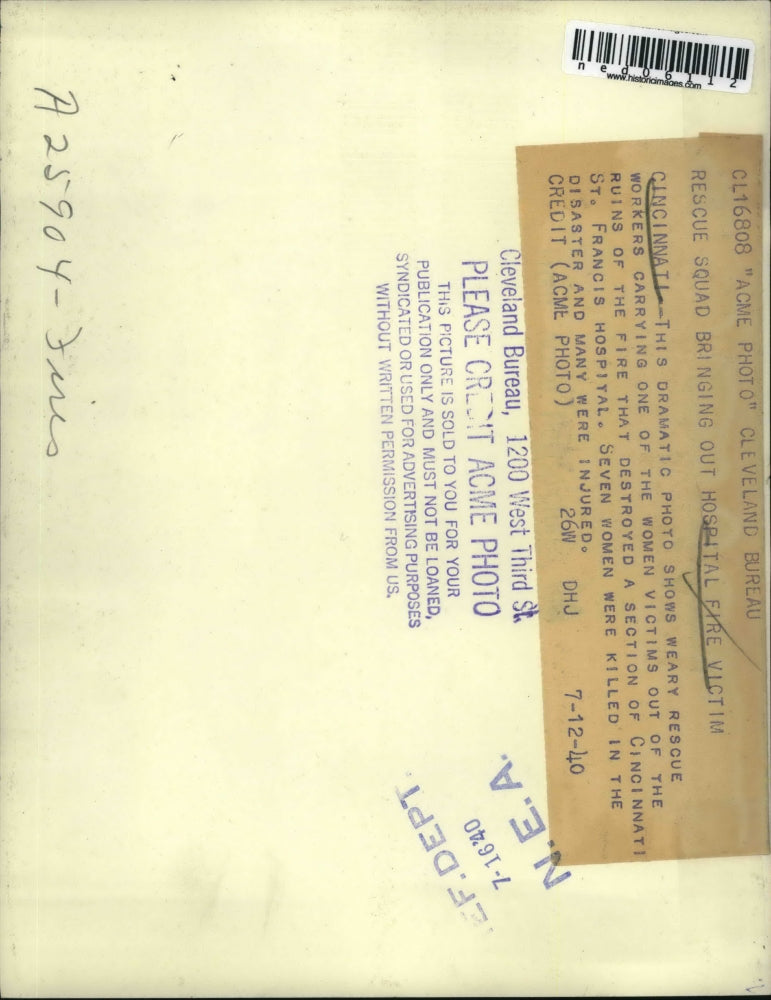 CL16808 "ACME PHOTO" CLEVELAND BUREAU
RESCUE SQUAD BRINGING OUT HOSPITAL FIRE VICTIM
CINCINNATI--THIS DRAMATIC PHOTO SHOWS WEARY RESCUE
WORKERS CARRYING ONE OF THE WOMEN VICTIMS OUT OF THE
RUINS OF THE FIRE THAT DESTROYED A SECTION OF CINCINNATI
ST. FRANCIS HOSPITAL. SEVEN WOMEN WERE KILLED IN THE
DISASTER AND MANY WERE INJURED.
CREDIT (ACME PHOTO) 26W DHJ 7-12-40
Cleveland Bureau, 1200 West Third St.
PLEASE CREDIT ACME PHOTO
THIS PICTURE IS SOLD TO YOU FOR YOUR
PUBLICATION ONLY AND MUST NOT BE LOANED,
SYNDICATED OR USED FOR ADVERTISING PURPOSES
WITHOUT WRITTEN PERMISSION FROM US.
N.E.A.
7-16 40
EF. DEPT.
A 25904 - Fires
www.historicimages.com
ned06112